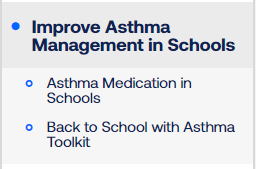 Improve Asthma
Management in Schools
Asthma Medication in
Schools
Back to School with Asthma
Toolkit